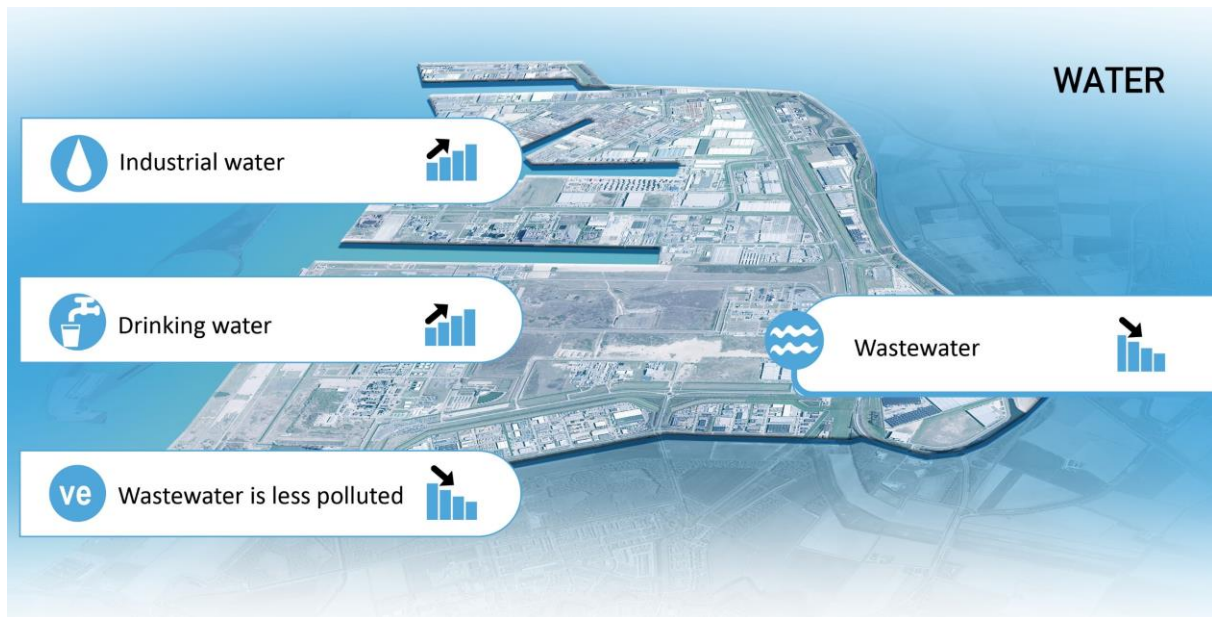 WATER
Industrial water
Drinking water
Wastewater
ve
Wastewater is less polluted